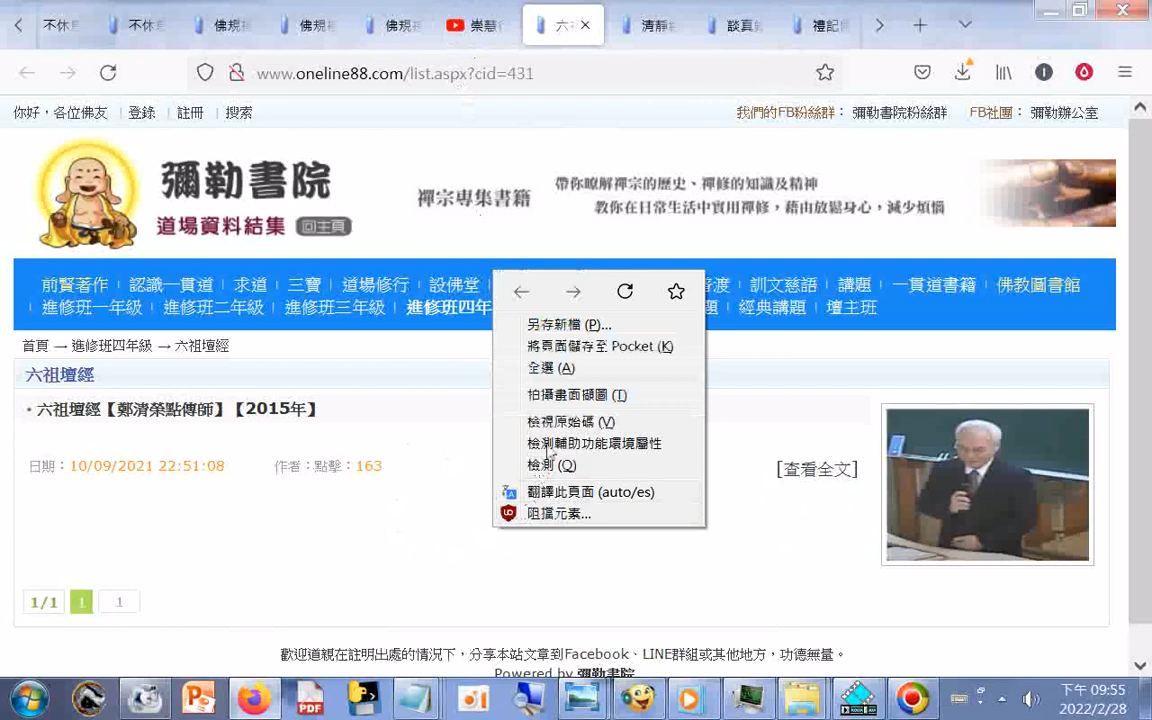 不休息
不休息
佛規
佛規
佛規
崇慧
六
清靜
談真
禮記
www.oneline88.com/list.aspx?cid=431
你好，各位佛友 登錄 註冊 搜索
我們的FB粉絲群： 彌勒書院粉絲群 FB社團： 彌勒辦公室
彌勒書院
道場資料結集 回主頁
禪宗專集書籍
帶你瞭解禪宗的歷史、禪修的知識及精神
教你在日常生活中實用禪修，藉由放鬆身心，減少煩惱
前賢著作 認識一貫道 求道 三寶 道場修行 設佛堂 訓文慈語 講題 一貫道書籍 佛教圖書館
進修班一年級 進修班二年級 進修班三年級 進修班四年 題 經典講題 壇主班
首頁 → 進修班四年級 → 六祖壇經
六祖壇經
·六祖壇經【鄭清榮點傳師】【2015年】
日期：10/09/2021 22:51:08 作者：點擊：163
[查看全文]
另存新檔 (P)...
將頁面儲存至 Pocket (K)
全選 (A)
拍攝畫面擷圖 (T)
檢視原始碼 (V)
檢測輔助功能環境屬性
檢測 (Q)
翻譯此頁面 (auto/es)
阻擋元素...
1/1 1 1
歡迎道親在註明出處的情況下，分享本站文章到Facebook、LINE群組或其他地方，功德無量。
Powered by 彌勒書院
下午 09:55
2022/2/28